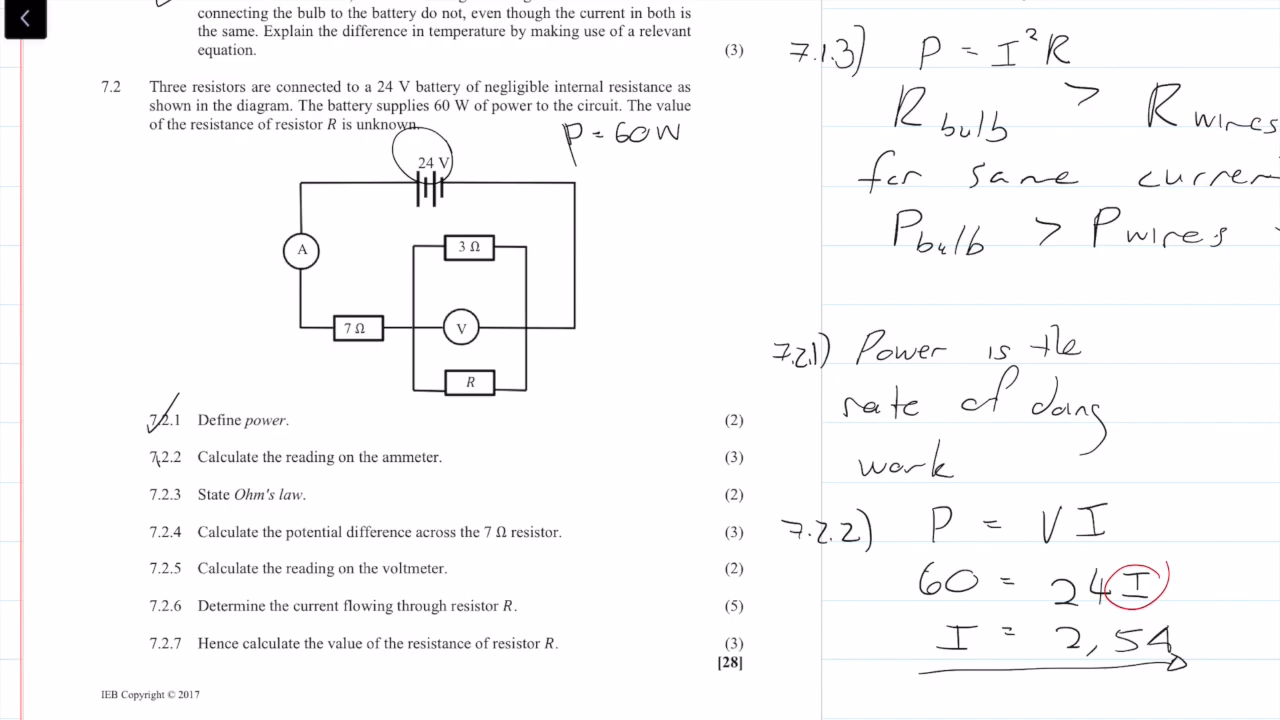 connecting the bulb to the battery do not, even though the current in both is
the same. Explain the difference in temperature by making use of a relevant
equation. (3)
7.2 Three resistors are connected to a 24 V battery of negligible internal resistance as
shown in the diagram. The battery supplies 60 W of power to the circuit. The value
of the resistance of resistor R is unknown.
P = 60W
24 V
A
3 Ω
7 Ω
V
R
7.2.1 Define power. (2)
7.2.2 Calculate the reading on the ammeter. (3)
7.2.3 State Ohm's law. (2)
7.2.4 Calculate the potential difference across the 7 Ω resistor. (3)
7.2.5 Calculate the reading on the voltmeter. (2)
7.2.6 Determine the current flowing through resistor R. (5)
7.2.7 Hence calculate the value of the resistance of resistor R. (3)
[28]
IEB Copyright © 2017
7.1.3) P = I²R
R bulb > R wires
for same curren
P bulb > P wires
7.2.1) Power is the
rate of doing
work
7.2.2) P = VI
60 = 24 I
I = 2,5A